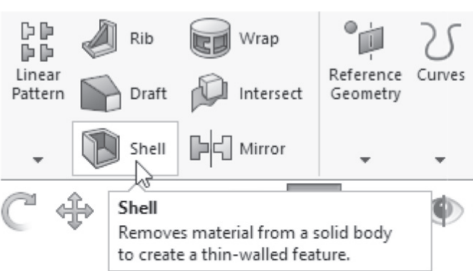 Linear
Pattern
Rib
Draft
Shell
Wrap
Intersect
Mirror
Reference
Geometry
Curves
Shell
Removes material from a solid body
to create a thin-walled feature.